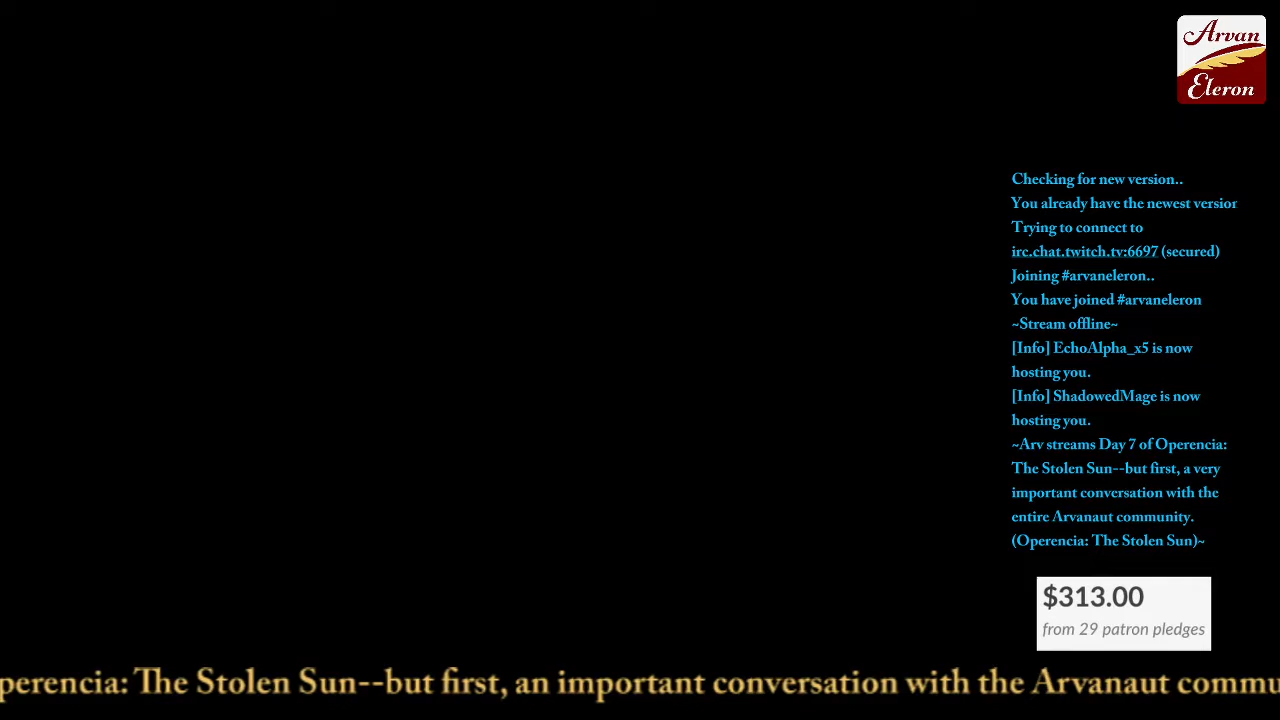 Arvan
Eleron
Checking for new version..
You already have the newest version
Trying to connect to
irc.chat.twitch.tv:6697 (secured)
Joining #arvaneleron..
You have joined #arvaneleron
~Stream offline~
[Info] EchoAlpha_x5 is now
hosting you.
[Info] ShadowedMage is now
hosting you.
~Arv streams Day 7 of Operencia:
The Stolen Sun--but first, a very
important conversation with the
entire Arvanaut community.
(Operencia: The Stolen Sun)~
$313.00
from 29 patron pledges
perencia: The Stolen Sun--but first, an important conversation with the Arvanaut commu